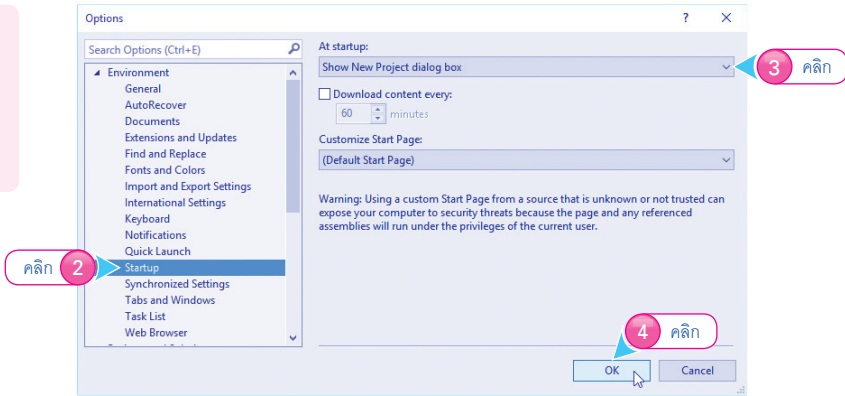 Options
?
Search Options (Ctrl+E)
Environment
General
AutoRecover
Documents
Extensions and Updates
Find and Replace
Fonts and Colors
Import and Export Settings
International Settings
Keyboard
Notifications
Quick Launch
คลิก 2
Startup
Synchronized Settings
Tabs and Windows
Task List
Web Browser
At startup:
Show New Project dialog box
3 คลิก
Download content every:
60 minutes
Customize Start Page:
(Default Start Page)
Warning: Using a custom Start Page from a source that is unknown or not trusted can
expose your computer to security threats because the page and any referenced
assemblies will run under the privileges of the current user.
4 คลิก
OK Cancel